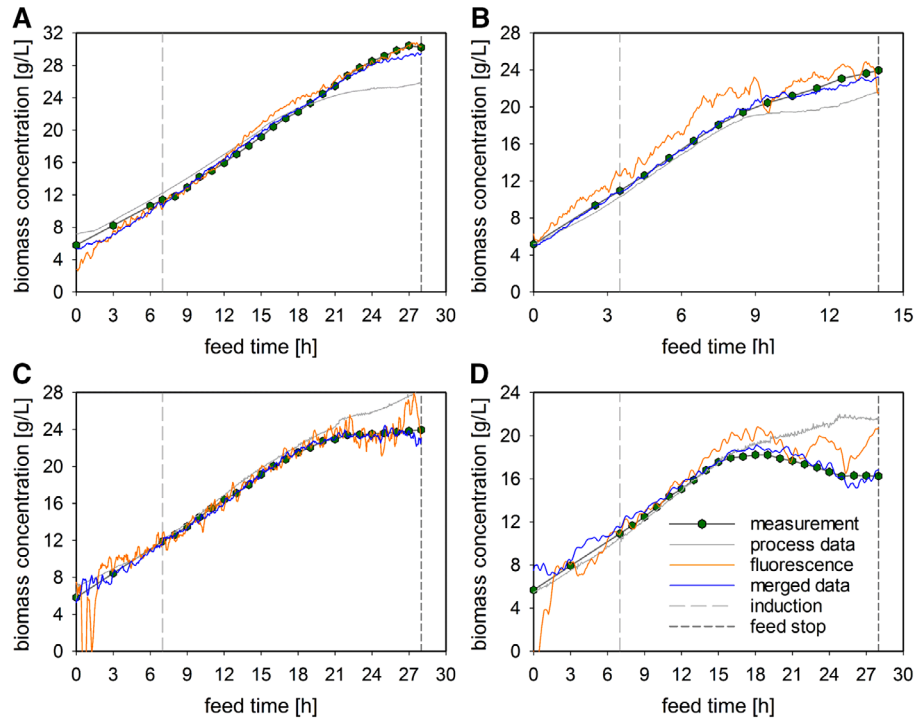 A
biomass concentration [g/L]
32
28
24
20
16
12
8
4
0
0 3 6 9 12 15 18 21 24 27 30
feed time [h]
B
biomass concentration [g/L]
28
24
20
16
12
8
4
0
0 3 6 9 12 15
feed time [h]
C
biomass concentration [g/L]
28
24
20
16
12
8
4
0
0 3 6 9 12 15 18 21 24 27 30
feed time [h]
D
biomass concentration [g/L]
24
20
16
12
8
4
0
0 3 6 9 12 15 18 21 24 27 30
feed time [h]
measurement
process data
fluorescence
merged data
induction
feed stop